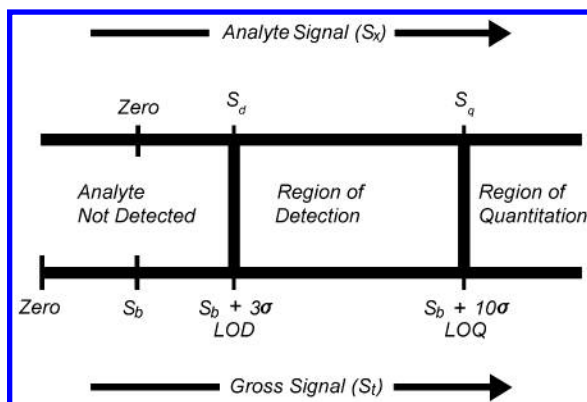 Analyte Signal (Sx)
Zero
Sd
Sq
Analyte
Not Detected
Region of
Detection
Region of
Quantitation
Zero
Sb
Sb + 3σ
LOD
Sb + 10σ
LOQ
Gross Signal (St)